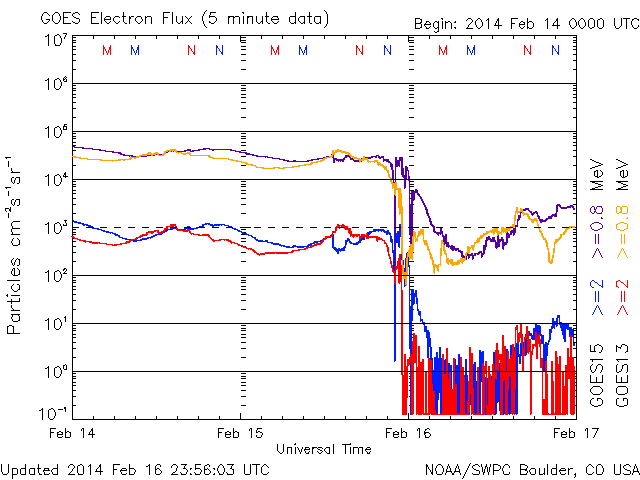 GOES Electron Flux (5 minute data)
Begin: 2014 Feb 14 0000 UTC
M M N N M M N N M M N N
10⁷
10⁶
10⁵
10⁴
10³
10²
10¹
10⁰
10⁻¹
Particles cm⁻²s⁻¹sr⁻¹
Feb 14 Feb 15 Feb 16 Feb 17
Universal Time
GOES15 >=2 >=0.8 MeV
GOES13 >=2 >=0.8 MeV
Updated 2014 Feb 16 23:56:03 UTC
NOAA/SWPC Boulder, CO USA